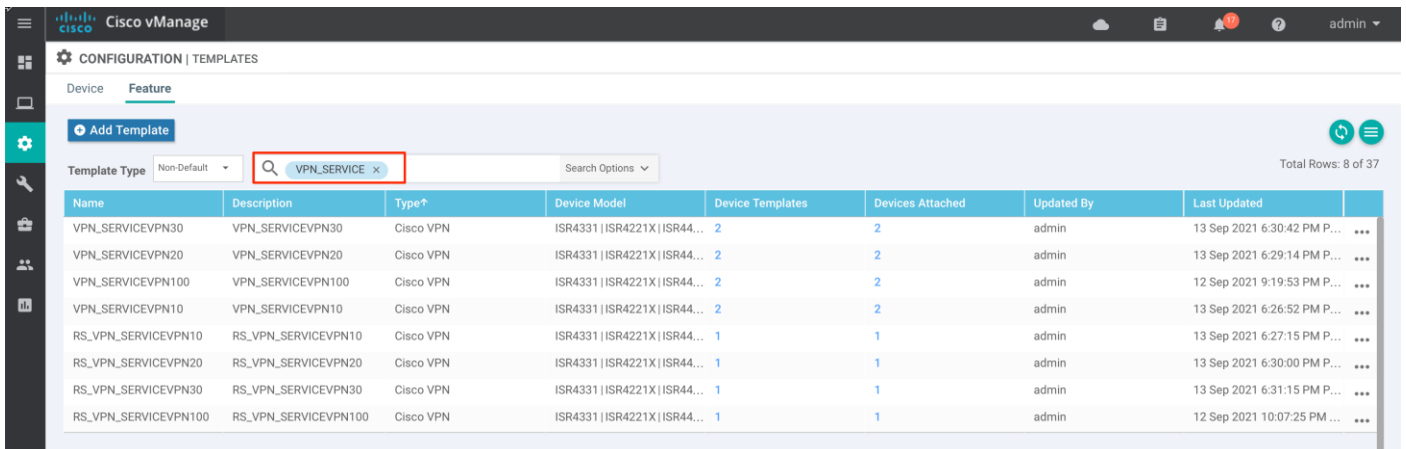 cisco Cisco vManage 17 admin
CONFIGURATION | TEMPLATES
Device Feature
Add Template
Template Type Non-Default VPN_SERVICE × Search Options Total Rows: 8 of 37
Name Description Type↑ Device Model Device Templates Devices Attached Updated By Last Updated
VPN_SERVICEVPN30 VPN_SERVICEVPN30 Cisco VPN ISR4331|ISR4221X|ISR44... 2 2 admin 13 Sep 2021 6:30:42 PM P... •••
VPN_SERVICEVPN20 VPN_SERVICEVPN20 Cisco VPN ISR4331|ISR4221X|ISR44... 2 2 admin 13 Sep 2021 6:29:14 PM P... •••
VPN_SERVICEVPN100 VPN_SERVICEVPN100 Cisco VPN ISR4331|ISR4221X|ISR44... 2 2 admin 12 Sep 2021 9:19:53 PM P... •••
VPN_SERVICEVPN10 VPN_SERVICEVPN10 Cisco VPN ISR4331|ISR4221X|ISR44... 2 2 admin 13 Sep 2021 6:26:52 PM P... •••
RS_VPN_SERVICEVPN10 RS_VPN_SERVICEVPN10 Cisco VPN ISR4331|ISR4221X|ISR44... 1 1 admin 13 Sep 2021 6:27:15 PM P... •••
RS_VPN_SERVICEVPN20 RS_VPN_SERVICEVPN20 Cisco VPN ISR4331|ISR4221X|ISR44... 1 1 admin 13 Sep 2021 6:30:00 PM P... •••
RS_VPN_SERVICEVPN30 RS_VPN_SERVICEVPN30 Cisco VPN ISR4331|ISR4221X|ISR44... 1 1 admin 13 Sep 2021 6:31:15 PM P... •••
RS_VPN_SERVICEVPN100 RS_VPN_SERVICEVPN100 Cisco VPN ISR4331|ISR4221X|ISR44... 1 1 admin 12 Sep 2021 10:07:25 PM ... •••